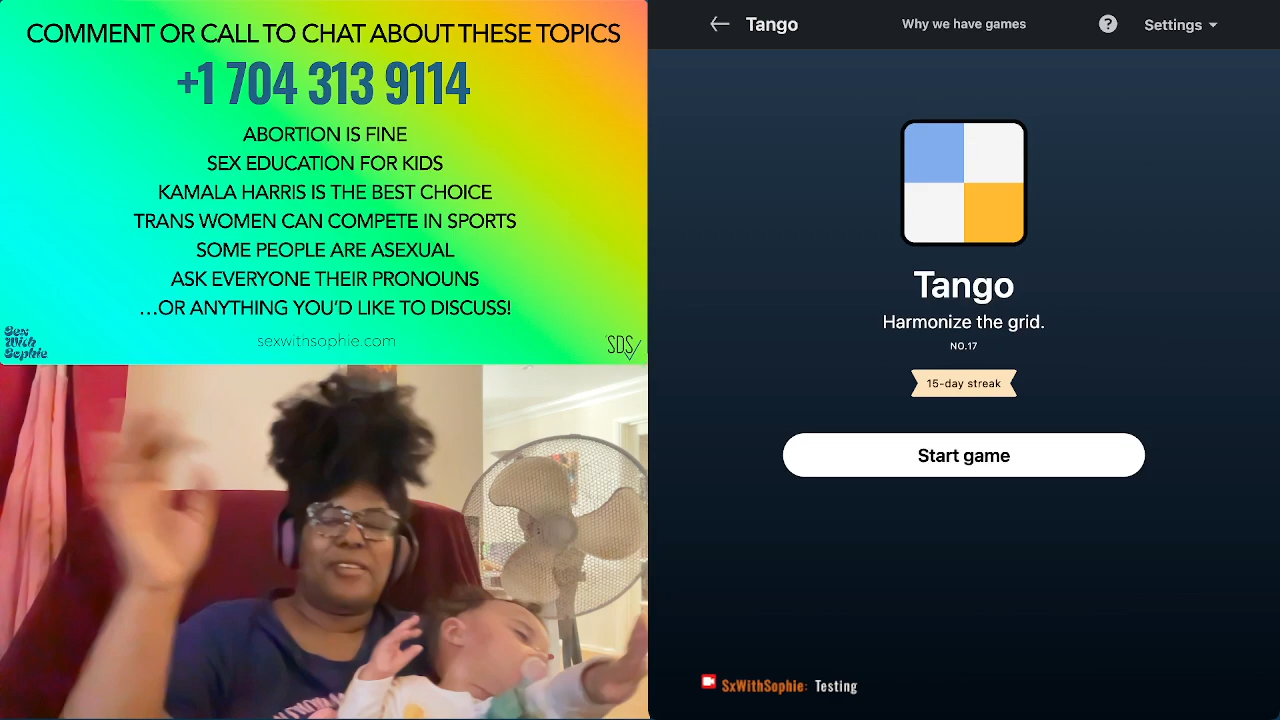 COMMENT OR CALL TO CHAT ABOUT THESE TOPICS
+1 704 313 9114
ABORTION IS FINE
SEX EDUCATION FOR KIDS
KAMALA HARRIS IS THE BEST CHOICE
TRANS WOMEN CAN COMPETE IN SPORTS
SOME PEOPLE ARE ASEXUAL
ASK EVERYONE THEIR PRONOUNS
...OR ANYTHING YOU'D LIKE TO DISCUSS!
sexwithsophie.com
Sex
With
Sophie
SDS
Tango
Why we have games
?
Settings
Tango
Harmonize the grid.
NO.17
15-day streak
Start game
SxWithSophie: Testing